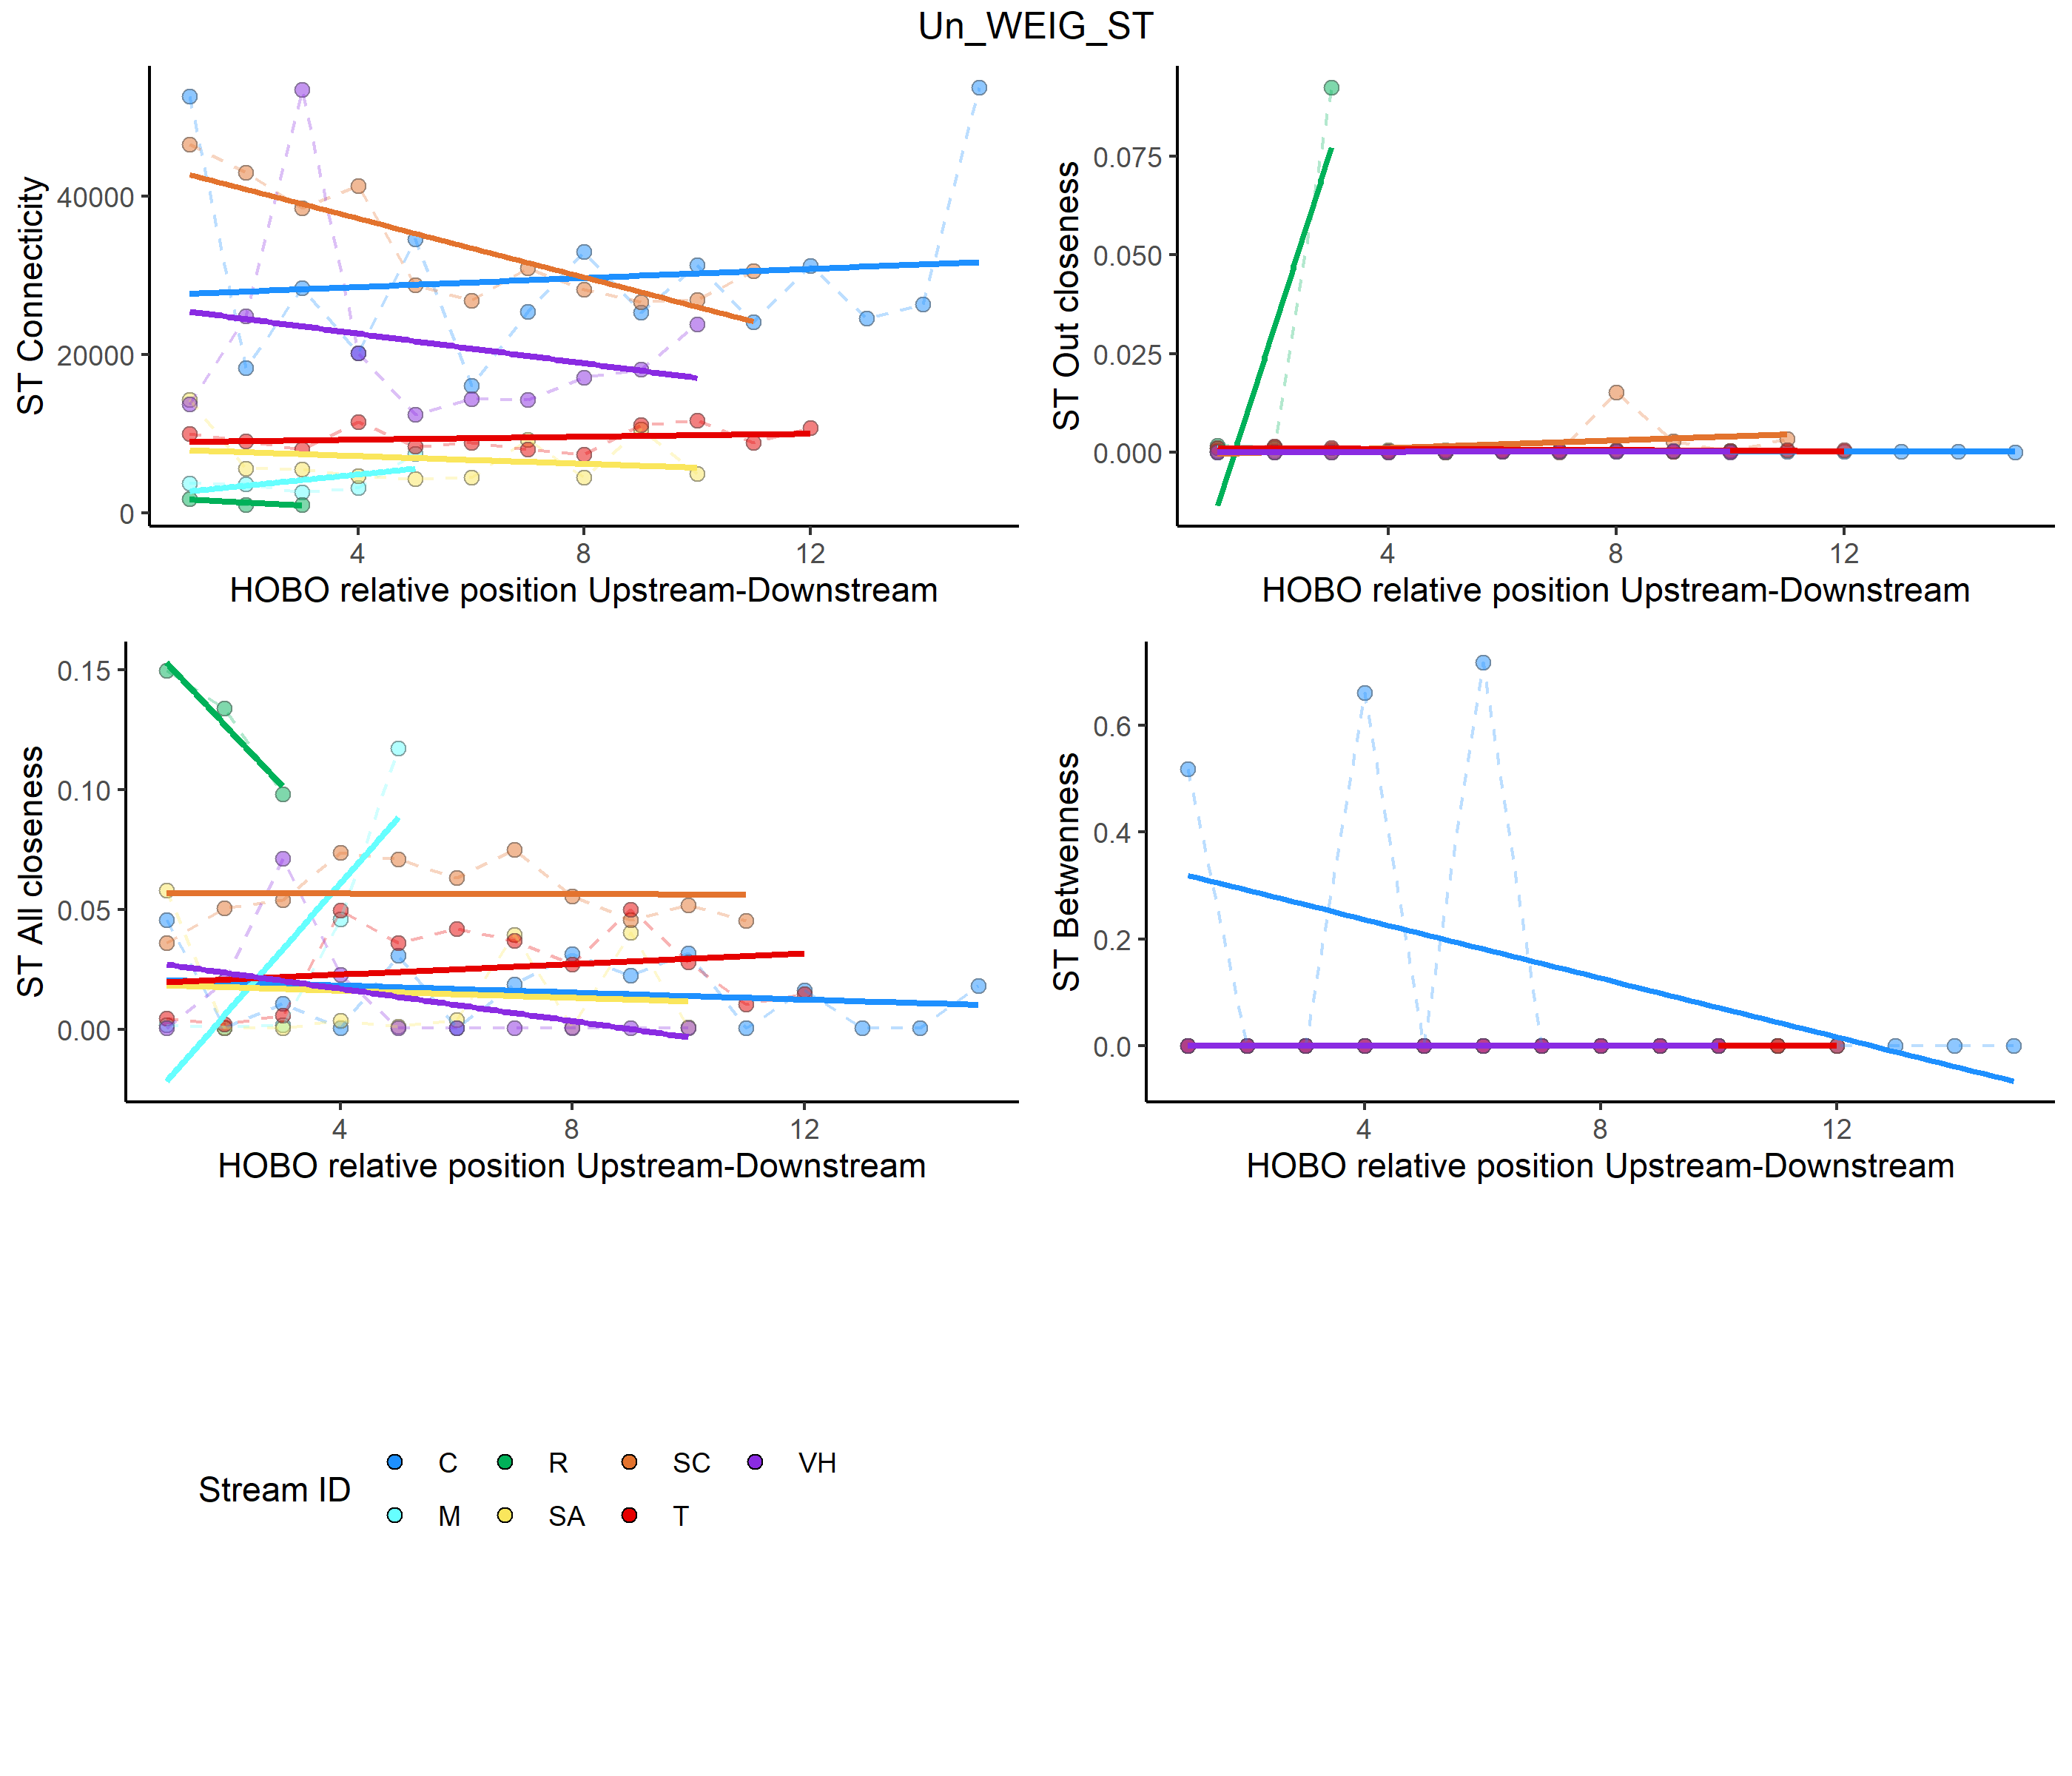 Un_WEIG_ST
ST Connecticity
40000
20000
0
4 8 12
HOBO relative position Upstream-Downstream
ST Out closeness
0.075
0.050
0.025
0.000
4 8 12
HOBO relative position Upstream-Downstream
ST All closeness
0.15
0.10
0.05
0.00
4 8 12
HOBO relative position Upstream-Downstream
ST Betwenness
0.6
0.4
0.2
0.0
4 8 12
HOBO relative position Upstream-Downstream
Stream ID
C R SC VH
M SA T